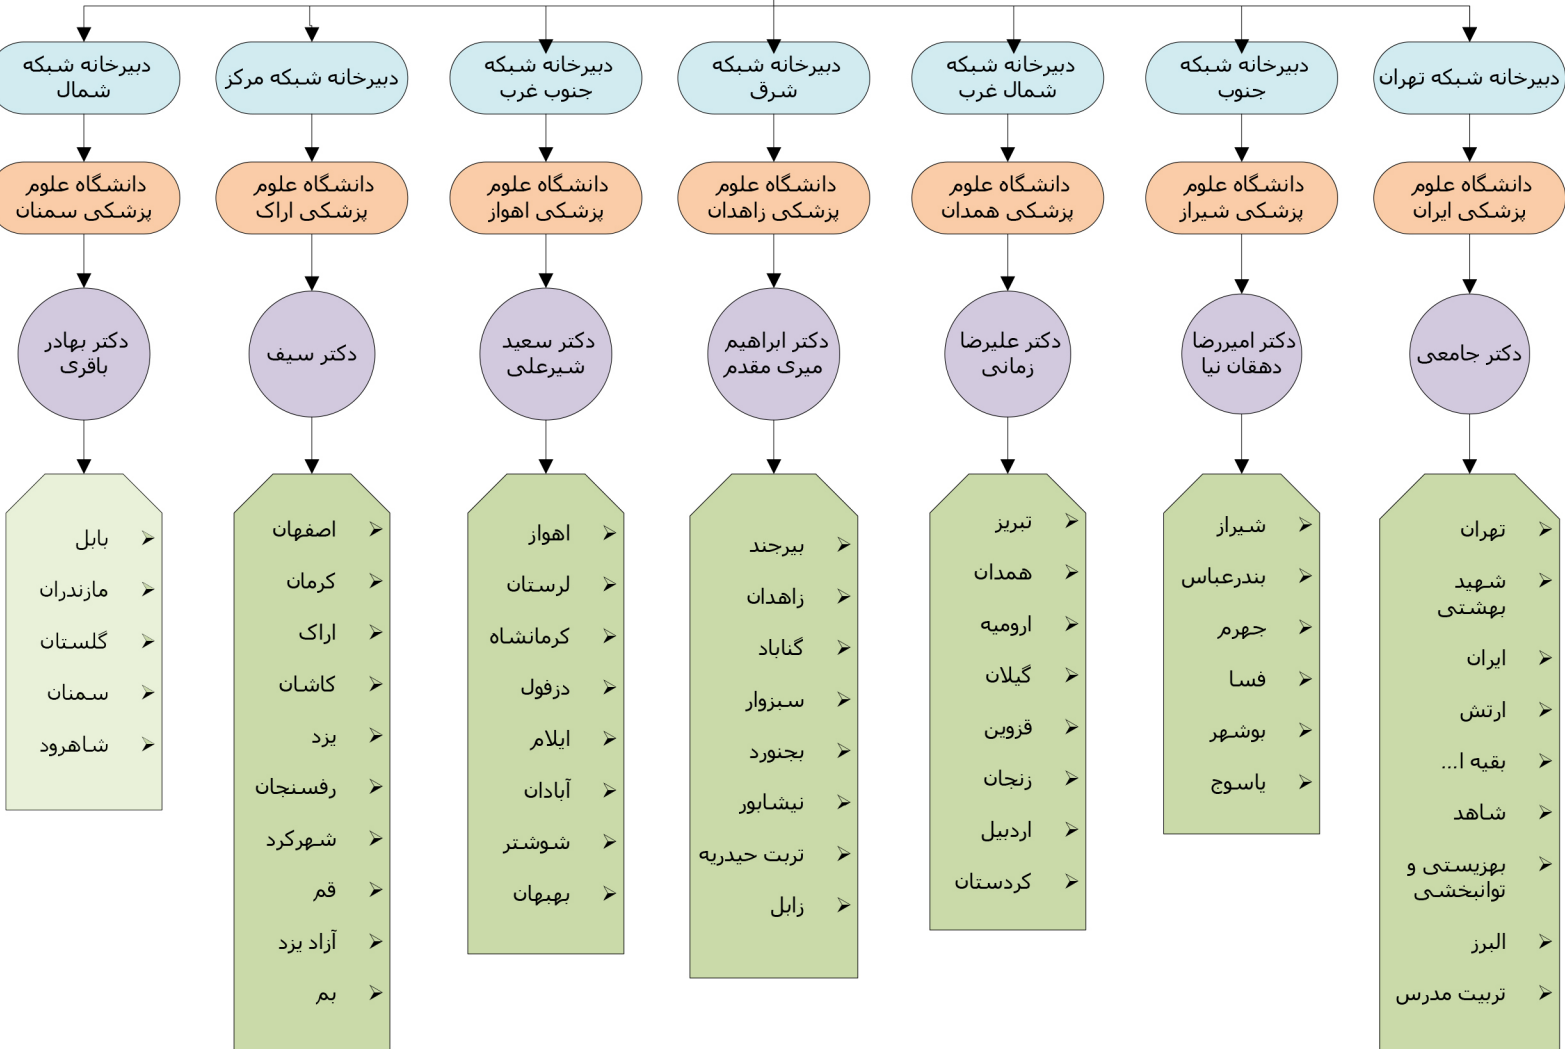 دبیرخانه شبکه تهران
دانشگاه علوم
پزشکی ایران
دکتر جامعی
تهران
شهید
بهشتی
ایران
ارتش
بقیه ا...
شاهد
بهزیستی و
توانبخشی
البرز
تربیت مدرس
دبیرخانه شبکه
جنوب
دانشگاه علوم
پزشکی شیراز
دکتر امیررضا
دهقان نیا
شیراز
بندرعباس
جهرم
فسا
بوشهر
یاسوج
دبیرخانه شبکه
شمال غرب
دانشگاه علوم
پزشکی همدان
دکتر علیرضا
زمانی
تبریز
همدان
ارومیه
گیلان
قزوین
زنجان
اردبیل
کردستان
دبیرخانه شبکه
شرق
دانشگاه علوم
پزشکی زاهدان
دکتر ابراهیم
میری مقدم
بیرجند
زاهدان
گناباد
سبزوار
بجنورد
نیشابور
تربت حیدریه
زابل
دبیرخانه شبکه
جنوب غرب
دانشگاه علوم
پزشکی اهواز
دکتر سعید
شیرعلی
اهواز
لرستان
کرمانشاه
دزفول
ایلام
آبادان
شوشتر
بهبهان
دبیرخانه شبکه مرکز
دانشگاه علوم
پزشکی اراک
دکتر سیف
اصفهان
کرمان
اراک
کاشان
یزد
رفسنجان
شهرکرد
قم
آزاد یزد
بم
دبیرخانه شبکه
شمال
دانشگاه علوم
پزشکی سمنان
دکتر بهادر
باقری
بابل
مازندران
گلستان
سمنان
شاهرود